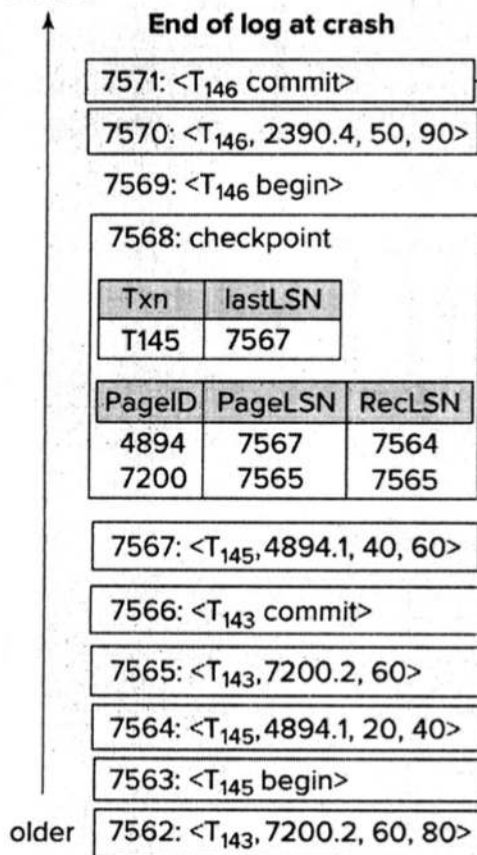 End of log at crash
7571: <T146 commit>
7570: <T146, 2390.4, 50, 90>
7569: <T146 begin>
7568: checkpoint
Txn lastLSN
T145 7567
PageID PageLSN RecLSN
4894 7567 7564
7200 7565 7565
7567: <T145,4894.1, 40, 60>
7566: <T143 commit>
7565: <T143,7200.2, 60>
7564: <T145,4894.1, 20, 40>
7563: <T145 begin>
older 7562: <T143,7200.2, 60, 80>